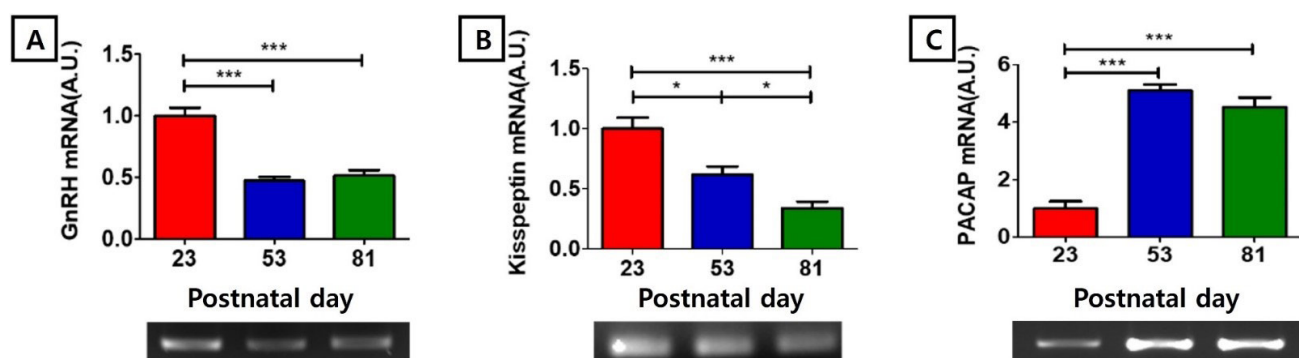 A
GnRH mRNA(A.U.)
1.5
1.0
0.5
0.0
***
***
23 53 81
Postnatal day
B
Kisspeptin mRNA(A.U.)
1.5
1.0
0.5
0.0
***
* *
23 53 81
Postnatal day
C
PACAP mRNA(A.U.)
6
4
2
0
***
***
23 53 81
Postnatal day